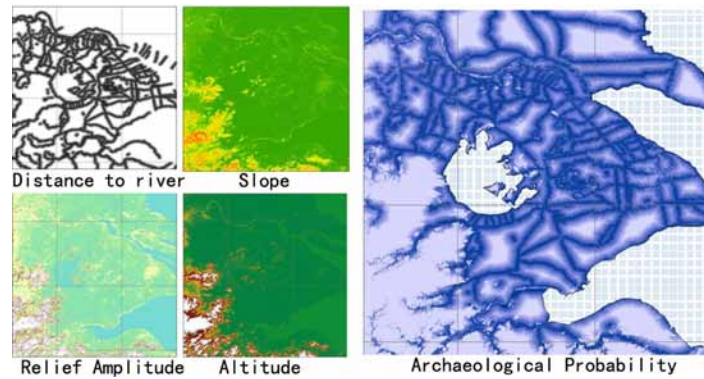 Distance to river
Slope
Relief Amplitude
Altitude
Archaeological Probability